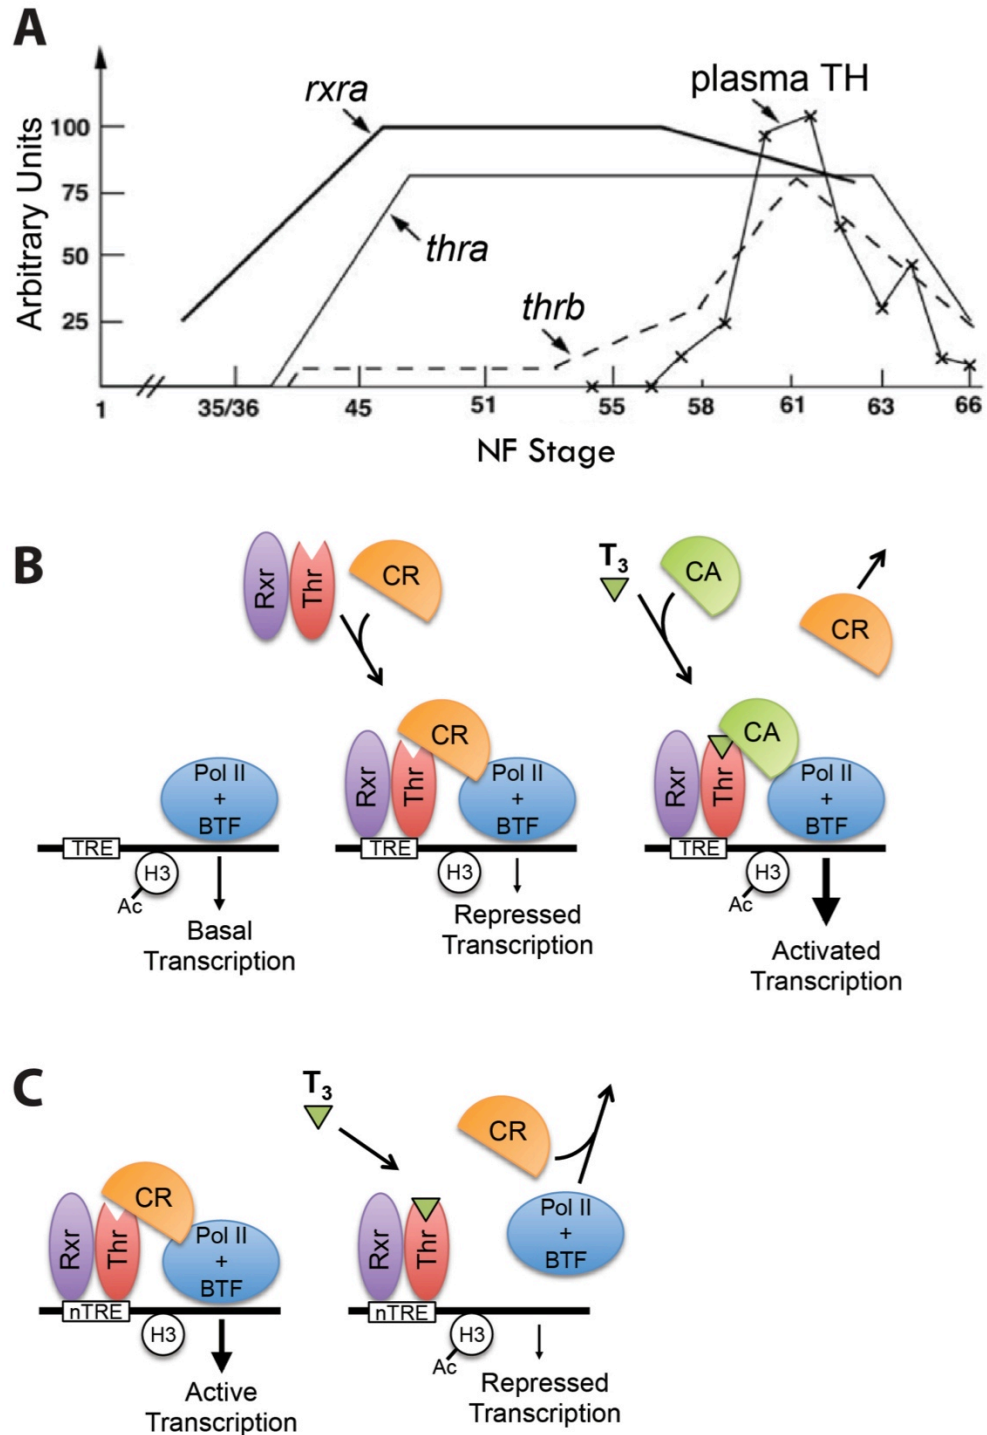 A
Arbitrary Units
100
75
50
25
rxra
thra
thrb
plasma TH
1
35/36
45
51
55
58
61
63
66
NF Stage
B
Rxr
Thr
CR
T3
CA
CR
TRE
H3
Ac
Pol II
+
BTF
Basal
Transcription
Rxr
Thr
CR
Pol II
+
BTF
TRE
H3
Repressed
Transcription
Rxr
Thr
CA
Pol II
+
BTF
TRE
H3
Ac
Activated
Transcription
C
Rxr
Thr
CR
Pol II
+
BTF
nTRE
H3
Active
Transcription
T3
CR
Rxr
Thr
Pol II
+
BTF
nTRE
H3
Ac
Repressed
Transcription